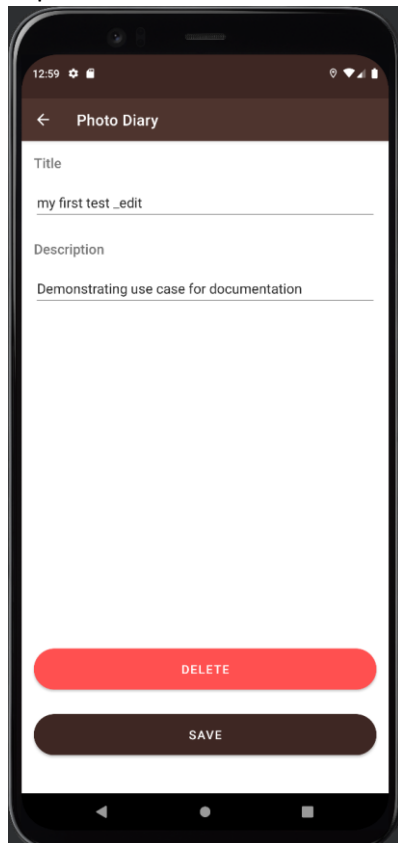 12:59
Photo Diary
Title
my first test _edit
Description
Demonstrating use case for documentation
DELETE
SAVE